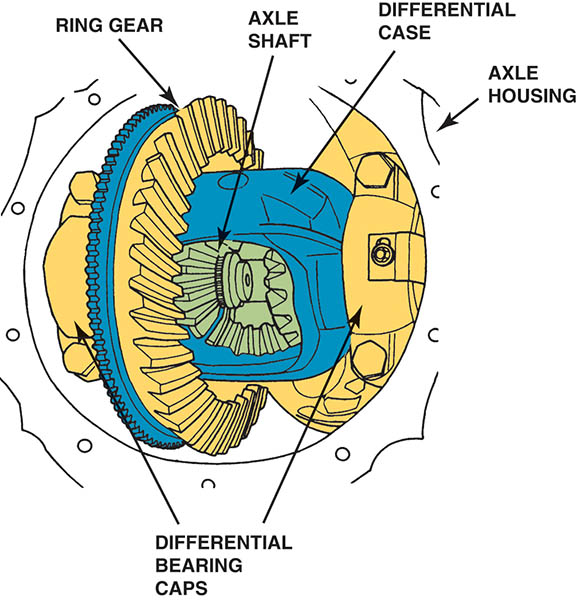 RING GEAR
AXLE
SHAFT
DIFFERENTIAL
CASE
AXLE
HOUSING
DIFFERENTIAL
BEARING
CAPS